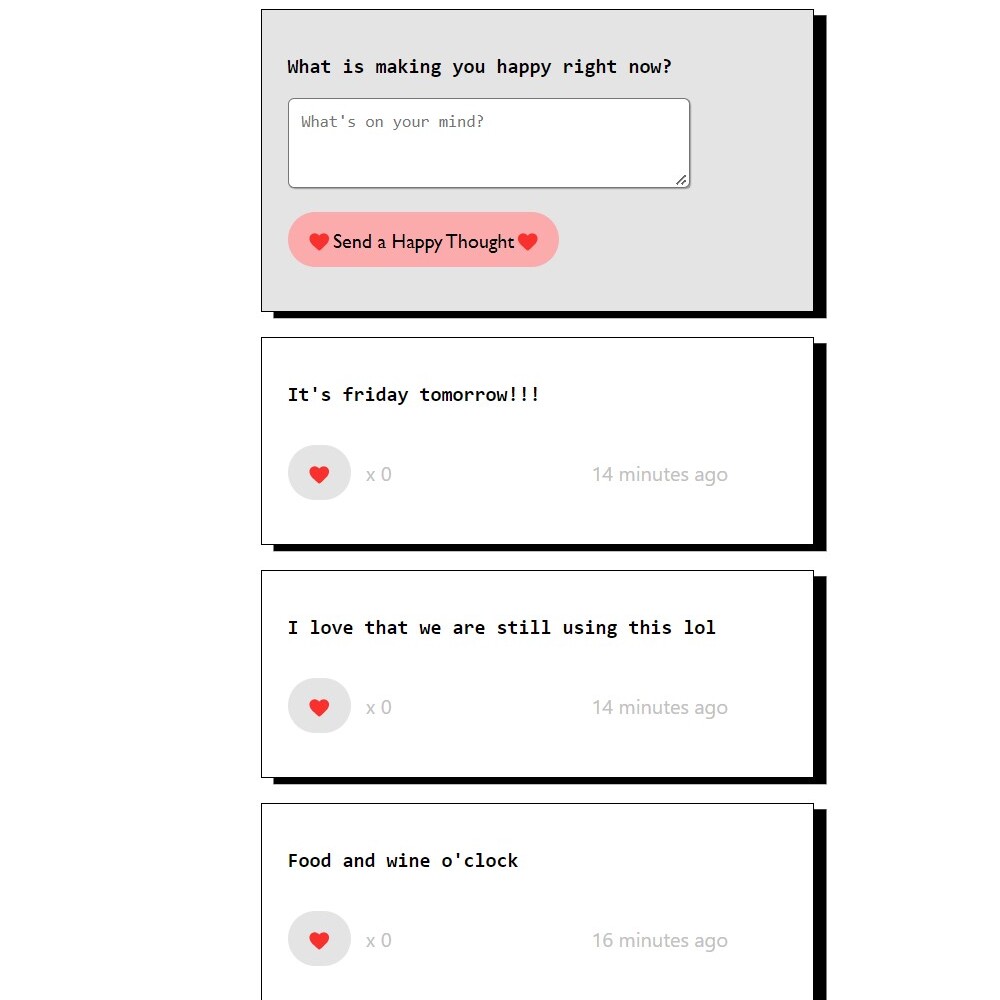 What is making you happy right now?
What's on your mind?
Send a Happy Thought
It's friday tomorrow!!!
x 0 14 minutes ago
I love that we are still using this lol
x 0 14 minutes ago
Food and wine o'clock
x 0 16 minutes ago